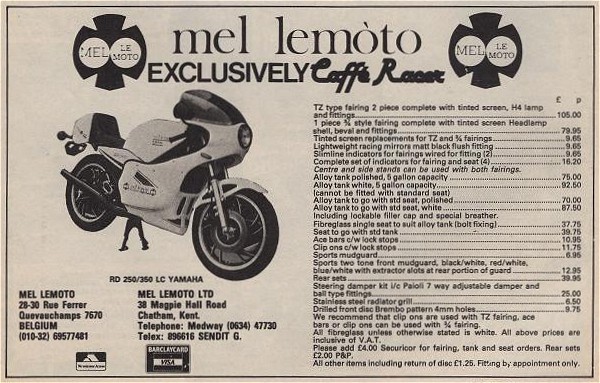 MEL LE MOTO
mel lemòto
MEL LE MOTO
EXCLUSIVELY Caffè Racer
£ p
TZ type fairing 2 piece complete with tinted screen, H4 lamp
and fittings 105.00
1 piece ¾ style fairing complete with tinted screen Headlamp
shell, beval and fittings 79.95
Tinted screen replacements for TZ and ¾ fairings 9.65
Lightweight racing mirrors matt black flush fitting 9.65
Slimline indicators for fairings wired for fitting (2) 9.65
Complete set of indicators for fairing and seat (4) 16.20
Centre and side stands can be used with both fairings.
Alloy tank polished, 5 gallon capacity 75.00
Alloy tank white, 5 gallon capacity 92.50
(cannot be fitted with standard seat)
Alloy tank to go with std seat, polished 70.00
Alloy tank to go with std seat, white 87.50
Including lockable filler cap and special breather.
Fibreglass single seat to suit alloy tank (bolt fixing) 37.75
Seat to go with std tank 39.75
Ace bars c/w lock stops 10.95
Clip ons c/w lock stops 11.75
Sports mudguard 6.95
Sports two tone front mudguard, black/white, red/white,
blue/white with extractor slots at rear portion of guard 12.95
Rear sets 39.95
Steering damper kit i/c Paioli 7 way adjustable damper and
ball type fittings 25.00
Stainless steel radiator grill 6.50
Drilled front disc Brembo pattern 4mm holes 9.75
We recommend that clip ons are used with TZ fairing, ace
bars or clip ons can be used with ¾ fairing.
All fibreglass unless otherwise stated is white. All above prices are
inclusive of V.A.T.
Please add £4.00 Securicor for fairing, tank and seat orders. Rear sets
£2.00 P&P.
All other items including return of disc £1.25. Fitting by appointment only.
RD 250/350 LC YAMAHA
MEL LEMOTO
28-30 Rue Ferrer
Quevauchamps 7670
BELGIUM
(010-32) 69577481
MEL LEMOTO LTD
38 Magpie Hall Road
Chatham, Kent.
Telephone: Medway (0634) 47730
Telex: 896616 SENDIT G.
BARCLAYCARD
VISA